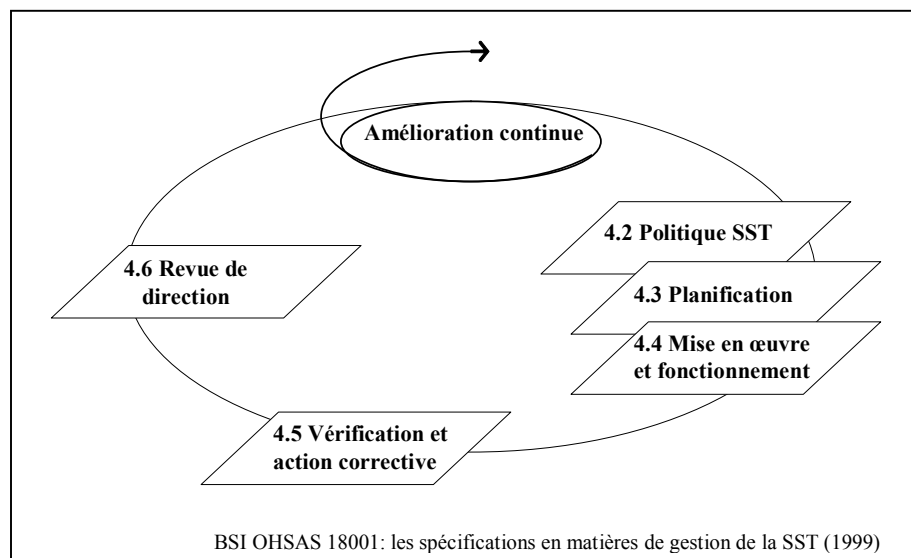 Amélioration continue
4.2 Politique SST
4.3 Planification
4.4 Mise en œuvre
et fonctionnement
4.5 Vérification et
action corrective
4.6 Revue de
direction
BSI OHSAS 18001: les spécifications en matières de gestion de la SST (1999)